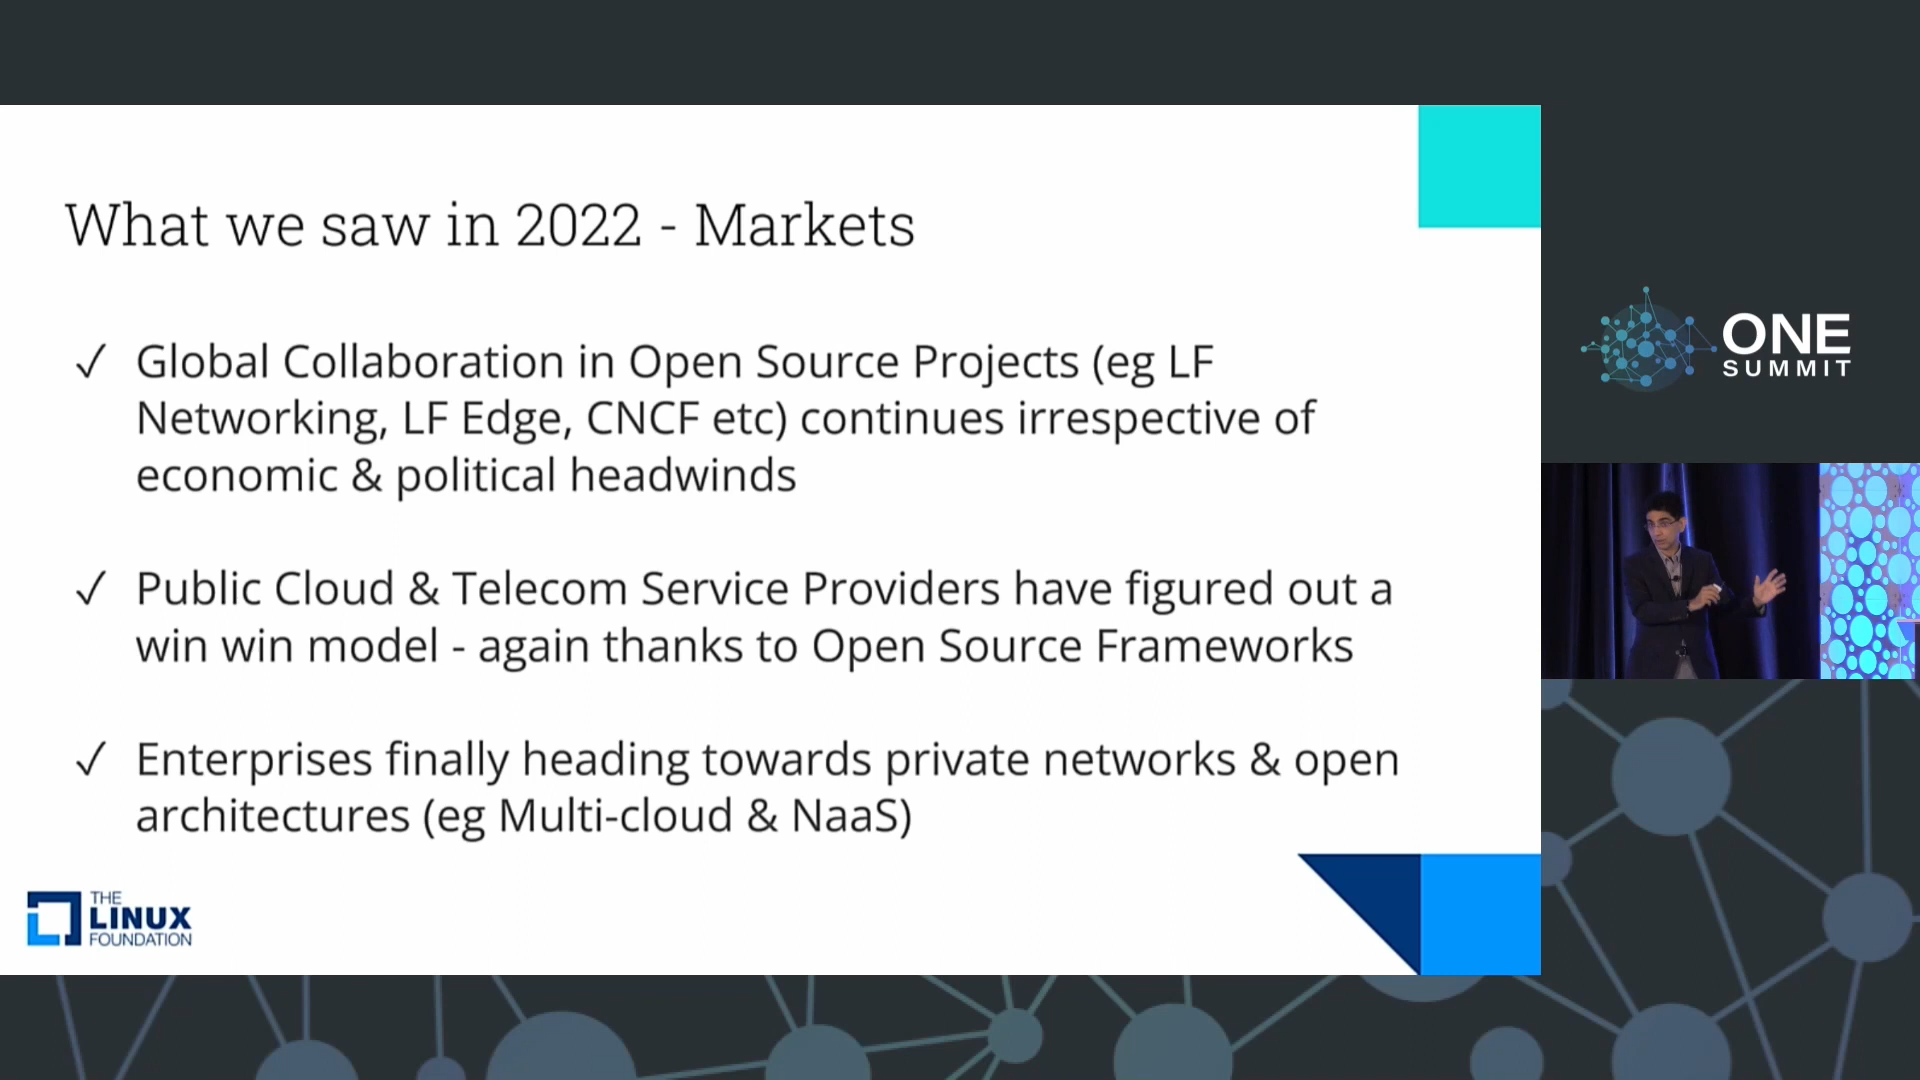 What we saw in 2022 - Markets
✓ Global Collaboration in Open Source Projects (eg LF
Networking, LF Edge, CNCF etc) continues irrespective of
economic & political headwinds
✓ Public Cloud & Telecom Service Providers have figured out a
win win model - again thanks to Open Source Frameworks
✓ Enterprises finally heading towards private networks & open
architectures (eg Multi-cloud & NaaS)
THE
LINUX
FOUNDATION
ONE
SUMMIT